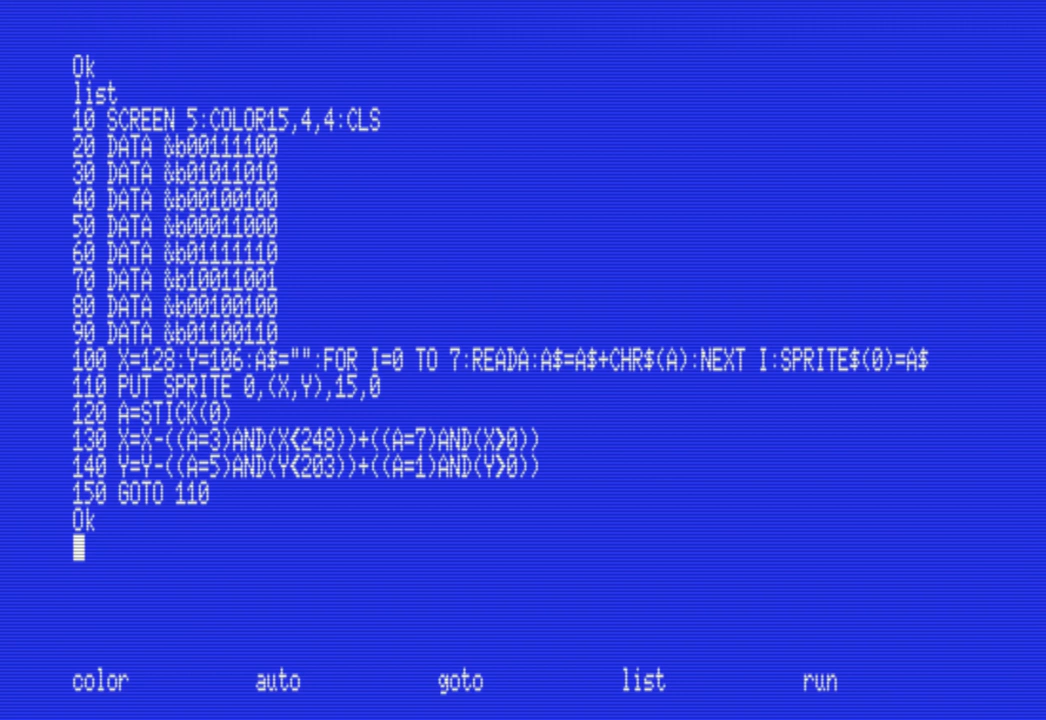 Ok
list
10 SCREEN 5:COLOR15,4,4:CLS
20 DATA &b00111100
30 DATA &b01011010
40 DATA &b00100100
50 DATA &b00011000
60 DATA &b01111110
70 DATA &b10011001
80 DATA &b00100100
90 DATA &b01100110
100 X=128:Y=106:A$="":FOR I=0 TO 7:READA:A$=A$+CHR$(A):NEXT I:SPRITE$(0)=A$
110 PUT SPRITE 0,(X,Y),15,0
120 A=STICK(0)
130 X=X-((A=3)AND(X<248))+((A=7)AND(X>0))
140 Y=Y-((A=5)AND(Y<203))+((A=1)AND(Y>0))
150 GOTO 110
Ok
color auto goto list run